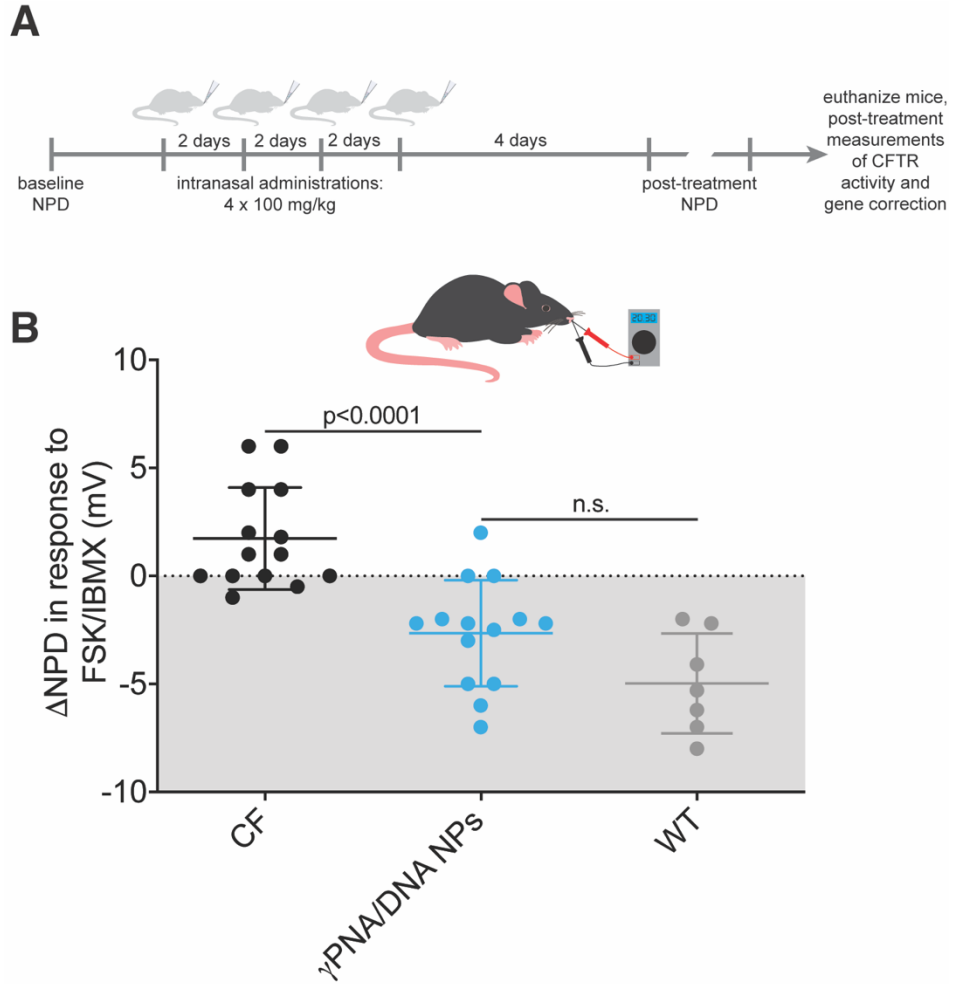 A
2 days
2 days
2 days
4 days
baseline
NPD
intranasal administrations:
4 x 100 mg/kg
post-treatment
NPD
euthanize mice,
post-treatment
measurements
of CFTR
activity and
gene correction
B
20.30
10
5
0
-5
-10
ΔNPD in response to
FSK/IBMX (mV)
p<0.0001
n.s.
CF
γPNA/DNA NPs
WT